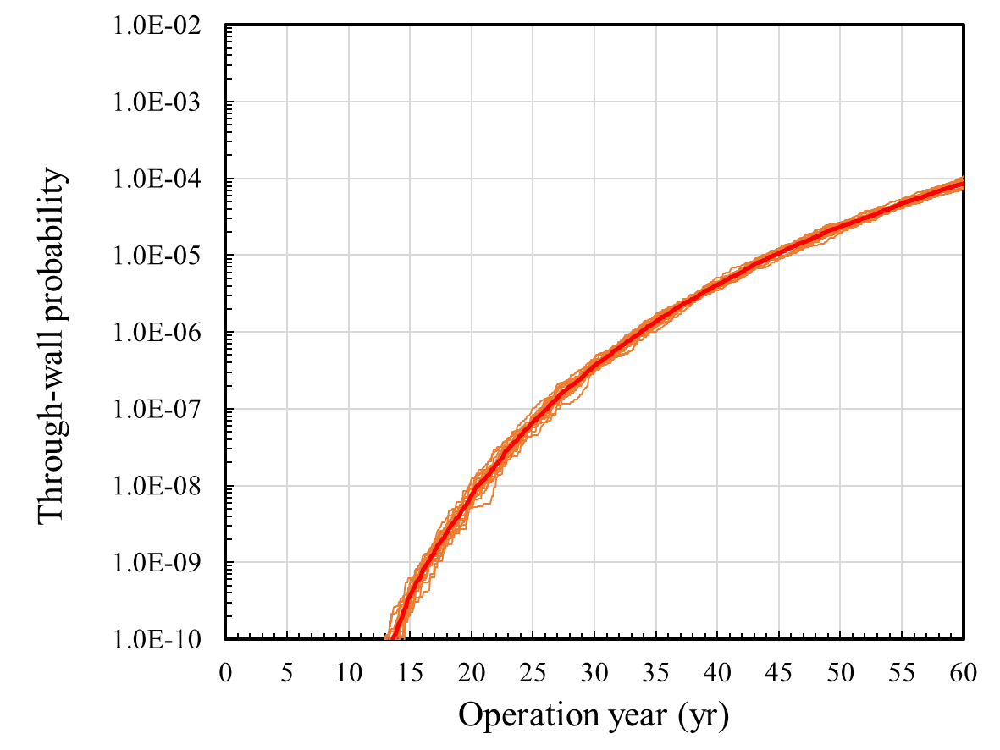 1.0E-02
1.0E-03
1.0E-04
1.0E-05
1.0E-06
1.0E-07
1.0E-08
1.0E-09
1.0E-10
Through-wall probability
0 5 10 15 20 25 30 35 40 45 50 55 60
Operation year (yr)